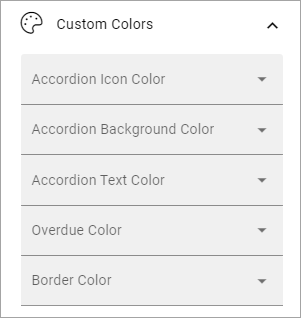 Custom Colors
Accordion Icon Color
Accordion Background Color
Accordion Text Color
Overdue Color
Border Color